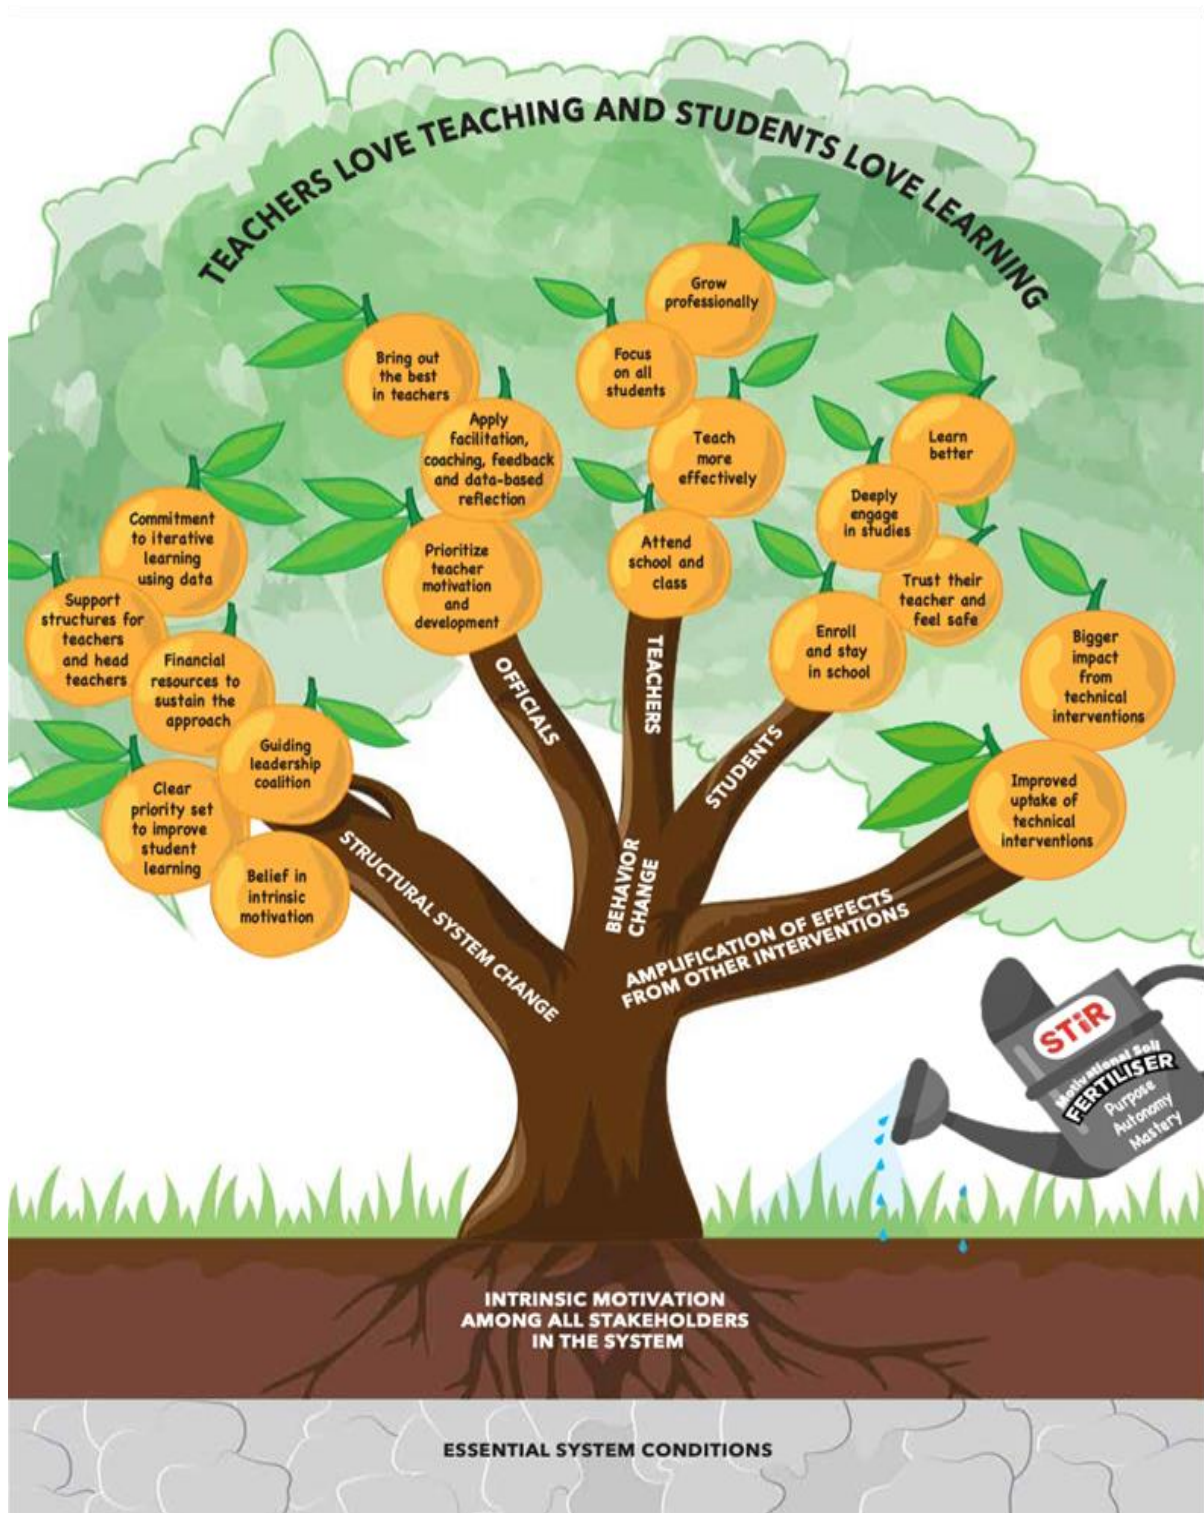 TEACHERS LOVE TEACHING AND STUDENTS LOVE LEARNING
Grow
professionally
Focus
on all
students
Teach
more
effectively
Attend
school and
class
Bring out
the best
in teachers
Apply
facilitation,
coaching, feedback
and data-based
reflection
Prioritize
teacher
motivation
and
development
Learn
better
Deeply
engage
in studies
Trust their
teacher and
feel safe
Enroll
and stay
in school
Commitment
to iterative
learning
using data
Support
structures for
teachers
and head
teachers
Financial
resources to
sustain the
approach
Guiding
leadership
coalition
Clear
priority set
to improve
student
learning
Belief in
intrinsic
motivation
Bigger
impact
from
technical
interventions
Improved
uptake of
technical
interventions
OFFICIALS
TEACHERS
STUDENTS
STRUCTURAL SYSTEM CHANGE
BEHAVIOR
CHANGE
AMPLIFICATION OF EFFECTS
FROM OTHER INTERVENTIONS
STiR
Motivational Soil
FERTILISER
Purpose
Autonomy
Mastery
INTRINSIC MOTIVATION
AMONG ALL STAKEHOLDERS
IN THE SYSTEM
ESSENTIAL SYSTEM CONDITIONS